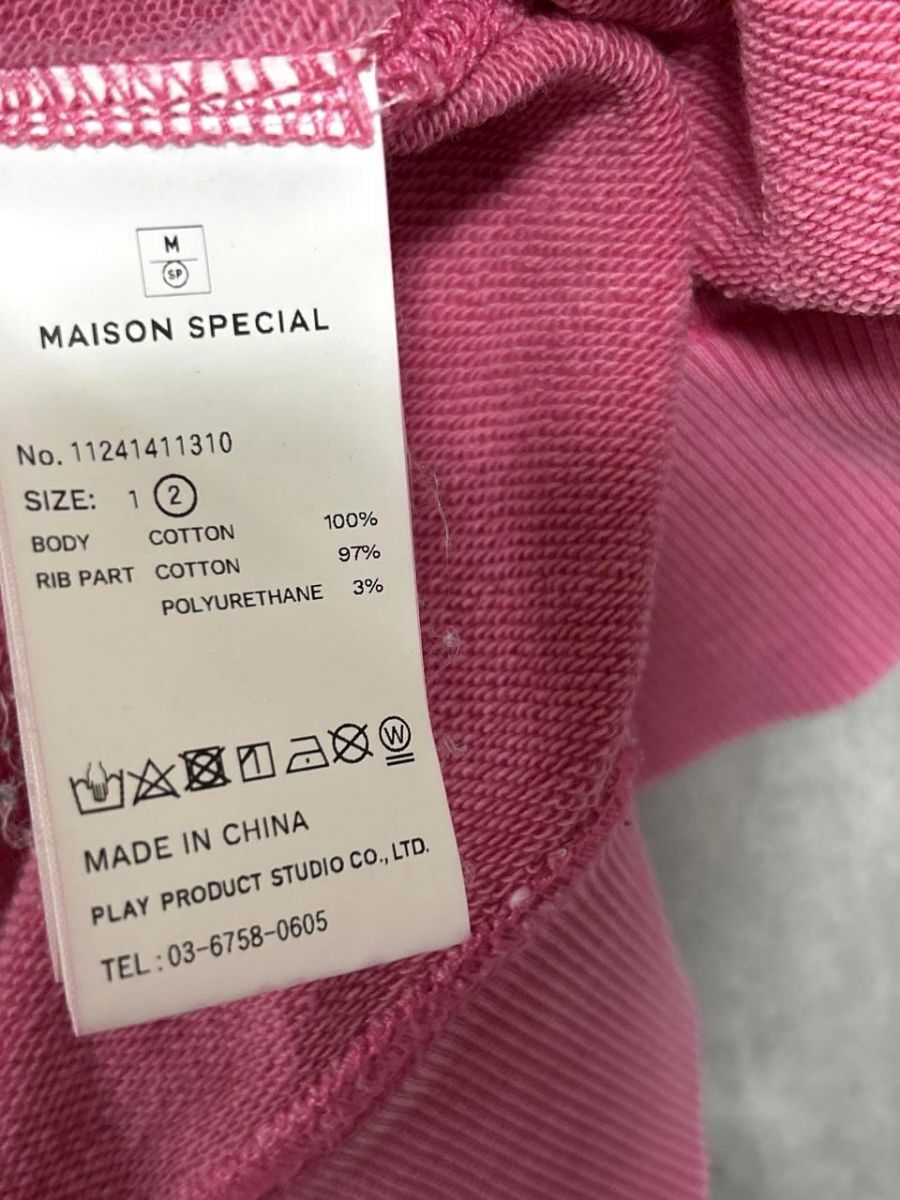 M
SP
MAISON SPECIAL
No. 11241411310
SIZE: 1 2
BODY COTTON 100%
RIB PART COTTON 97%
POLYURETHANE 3%
W
MADE IN CHINA
PLAY PRODUCT STUDIO CO., LTD.
TEL : 03-6758-0605